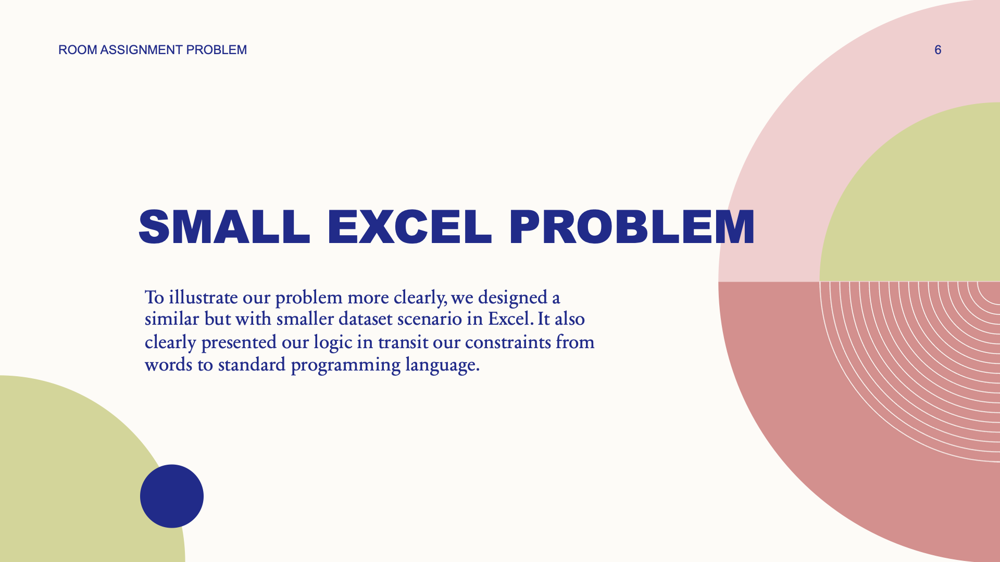 ROOM ASSIGNMENT PROBLEM
6
SMALL EXCEL PROBLEM
To illustrate our problem more clearly, we designed a
similar but with smaller dataset scenario in Excel. It also
clearly presented our logic in transit our constraints from
words to standard programming language.